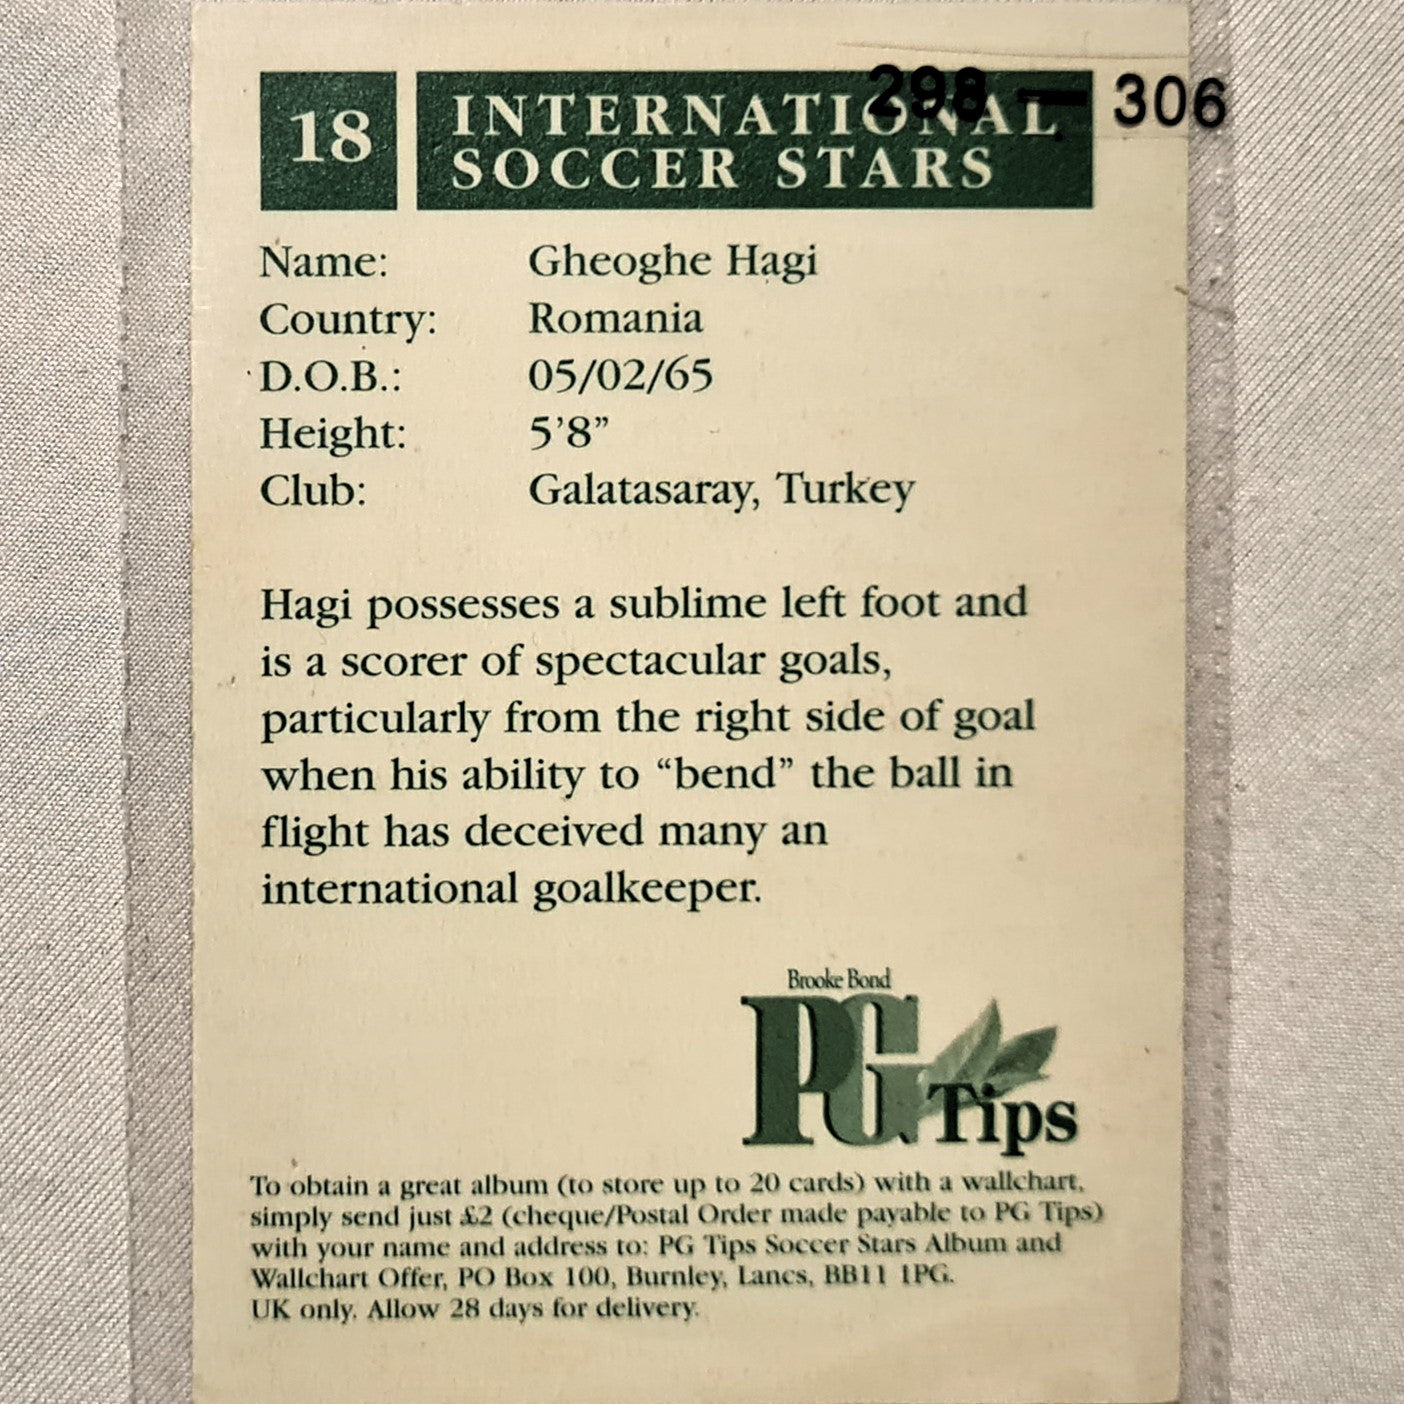 298 — 306
18
INTERNATIONAL
SOCCER STARS
Name: Gheoghe Hagi
Country: Romania
D.O.B.: 05/02/65
Height: 5’8”
Club: Galatasaray, Turkey
Hagi possesses a sublime left foot and
is a scorer of spectacular goals,
particularly from the right side of goal
when his ability to “bend” the ball in
flight has deceived many an
international goalkeeper.
Brooke Bond
PG Tips
To obtain a great album (to store up to 20 cards) with a wallchart,
simply send just £2 (cheque/Postal Order made payable to PG Tips)
with your name and address to: PG Tips Soccer Stars Album and
Wallchart Offer, PO Box 100, Burnley, Lancs, BB11 1PG.
UK only. Allow 28 days for delivery.